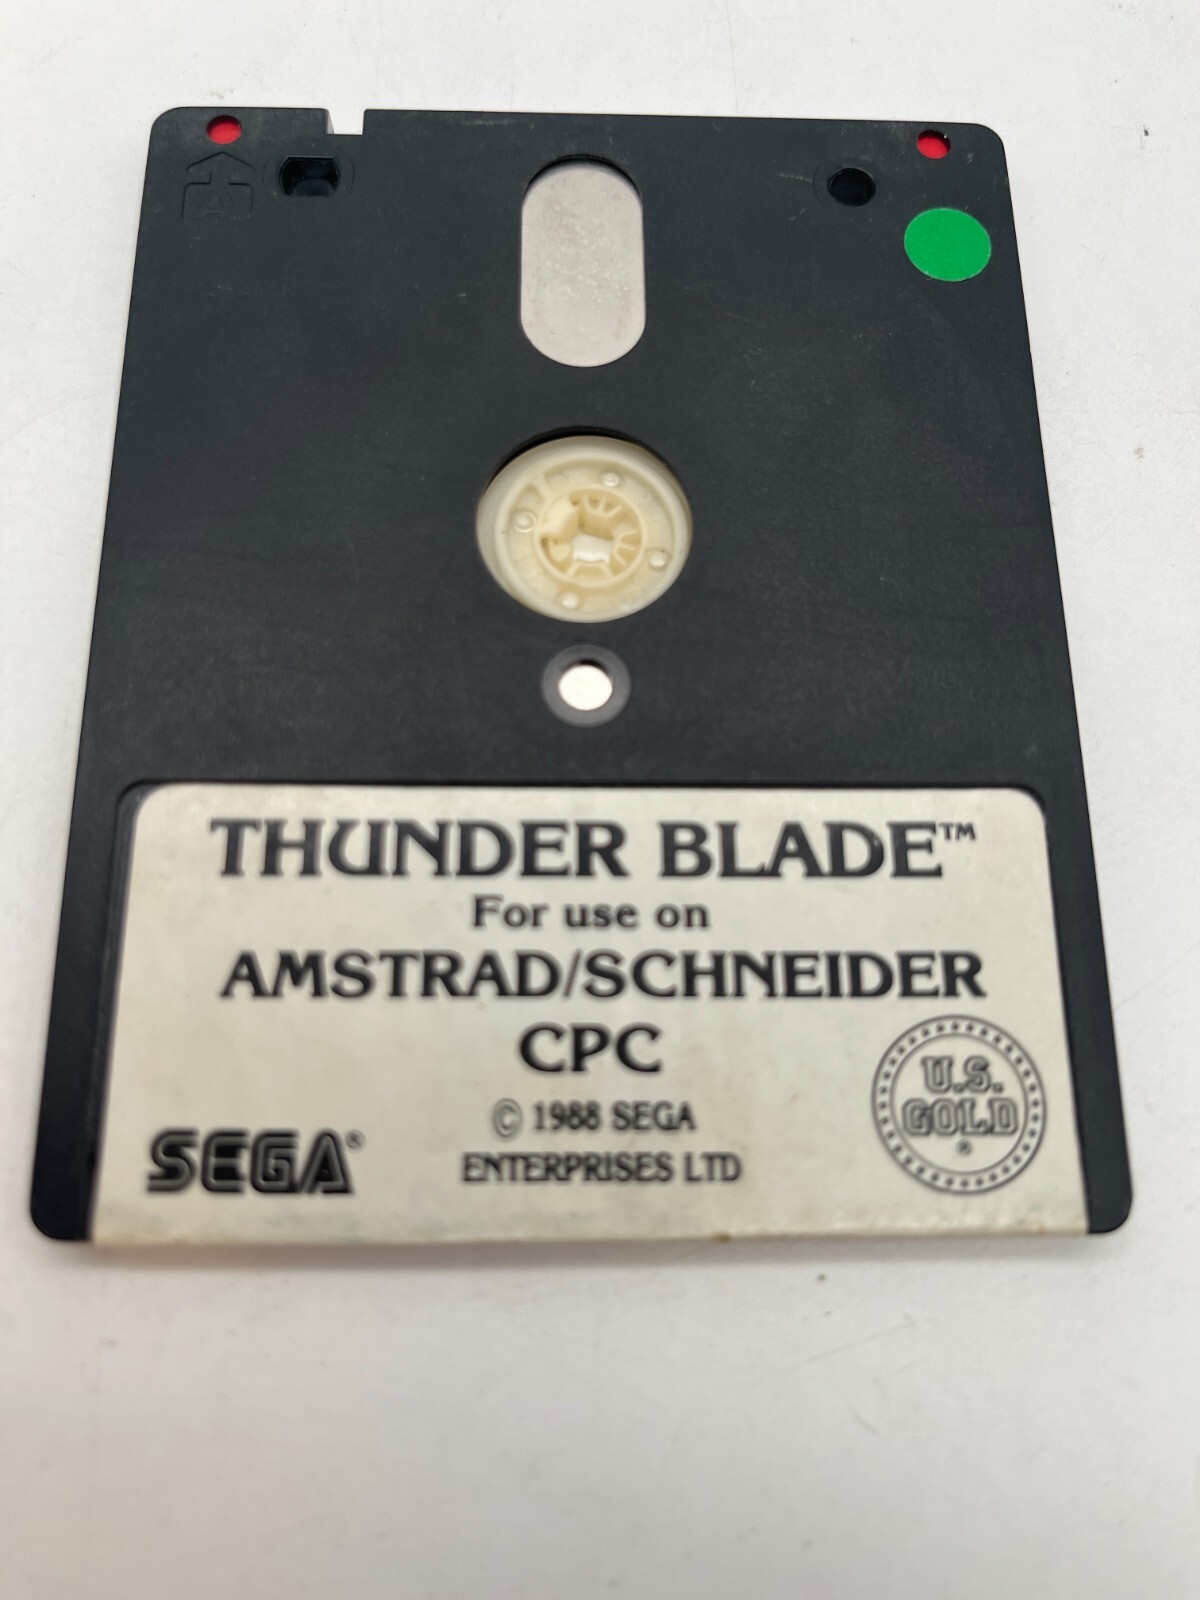 A
THUNDER BLADE™
For use on
AMSTRAD/SCHNEIDER
CPC
© 1988 SEGA
ENTERPRISES LTD
SEGA®
U.S.
GOLD
®